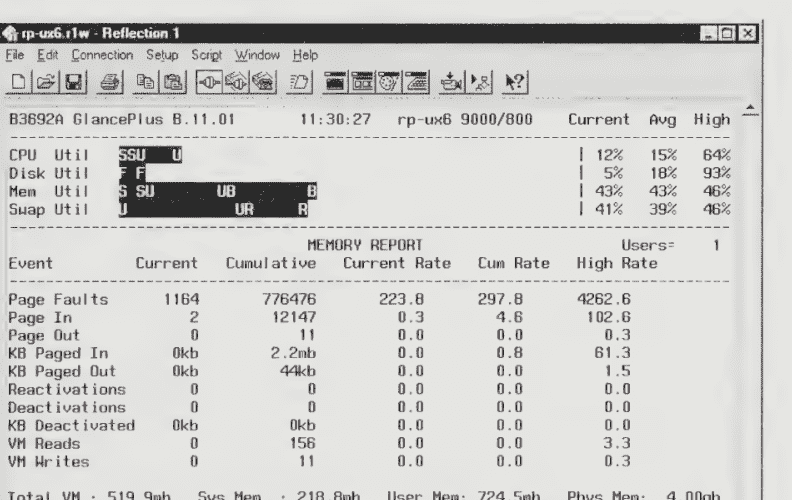 rp-ux6.r1w - Reflection 1
File Edit Connection Setup Script Window Help
B3692A GlancePlus B.11.01 11:30:27 rp-ux6 9000/800 Current Avg High
CPU Util SSU U | 12% 15% 64%
Disk Util F F | 5% 18% 93%
Mem Util S SU UB B | 43% 43% 46%
Swap Util U UR R | 41% 39% 46%
MEMORY REPORT Users= 1
Event Current Cumulative Current Rate Cum Rate High Rate
Page Faults 1164 776476 223.8 297.8 4262.6
Page In 2 12147 0.3 4.6 102.6
Page Out 0 11 0.0 0.0 0.3
KB Paged In 0kb 2.2mb 0.0 0.8 61.3
KB Paged Out 0kb 44kb 0.0 0.0 1.5
Reactivations 0 0 0.0 0.0 0.0
Deactivations 0 0 0.0 0.0 0.0
KB Deactivated 0kb 0kb 0.0 0.0 0.0
VM Reads 0 156 0.0 0.0 3.3
VM Writes 0 11 0.0 0.0 0.3
Total VM : 519.9mb Sys Mem : 218.8mb User Mem: 724.5mb Phys Mem: 4.00gb